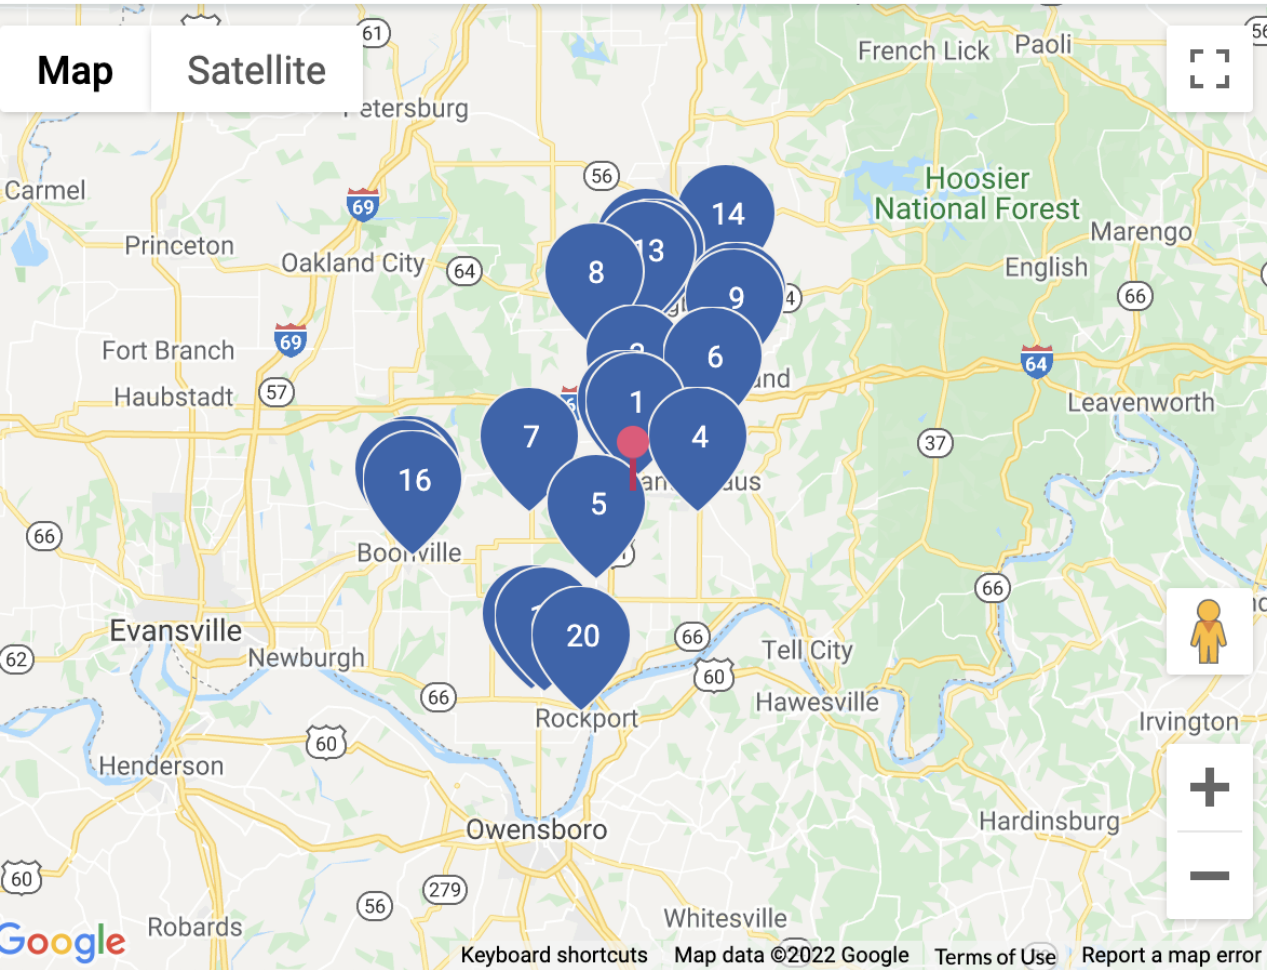 61
56
French Lick
Paoli
Map
Satellite
Petersburg
56
Carmel
69
14
Hoosier
National Forest
Princeton
Oakland City
64
8
13
9
Marengo
English
66
69
Fort Branch
6
64
Haubstadt
57
1
Leavenworth
7
4
37
16
5
66
Boonville
66
Evansville
20
66
62
Newburgh
Tell City
60
66
Hawesville
Rockport
60
Irvington
Henderson
Owensboro
Hardinsburg
60
279
56
Robards
Whitesville
Google
Keyboard shortcuts
Map data ©2022 Google
Terms of Use
Report a map error